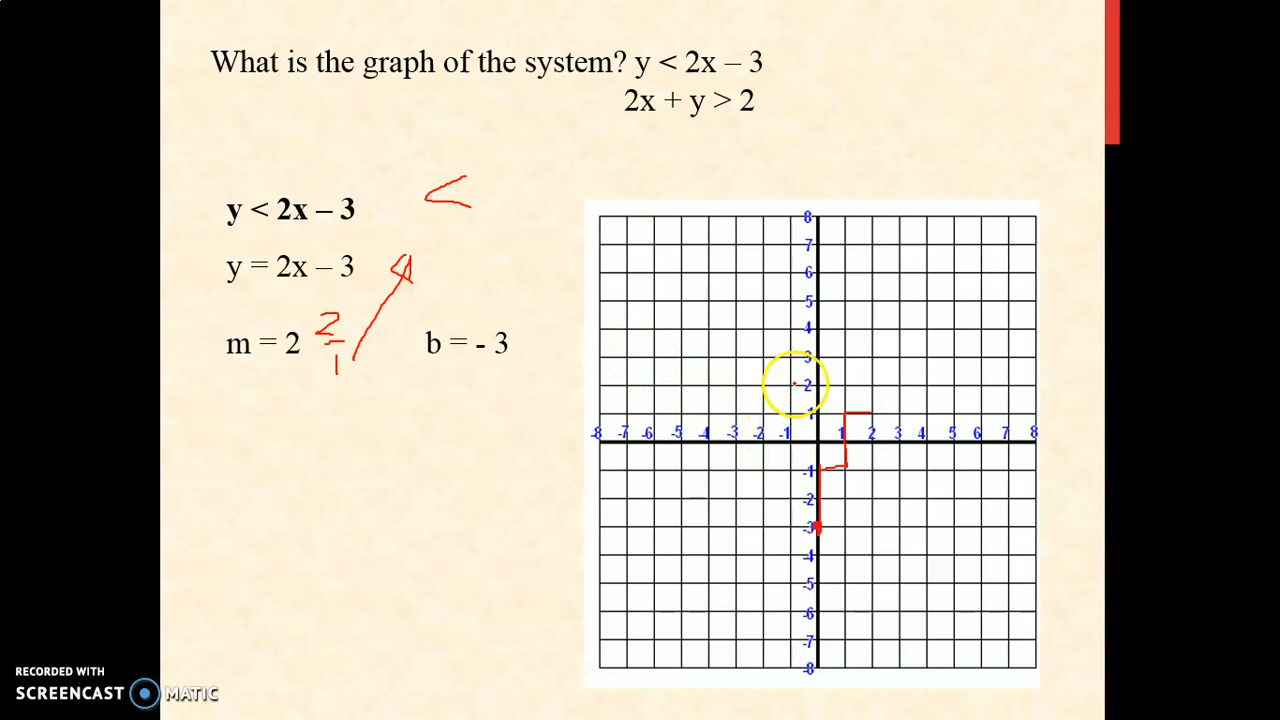 What is the graph of the system? y < 2x – 3
2x + y > 2
y < 2x – 3 <
y = 2x – 3
m = 2 2/1 b = - 3
8
7
6
5
4
3
2
1
-8 -7 -6 -5 -4 -3 -2 -1 1 2 3 4 5 6 7 8
-1
-2
-3
-4
-5
-6
-7
-8
RECORDED WITH
SCREENCAST MATIC